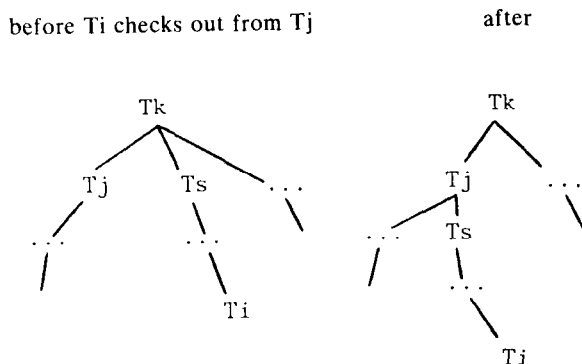 before Ti checks out from Tj after
Tk Tk
Tj Ts ... Tj ...
... ... ... Ts
Ti ...
Ti